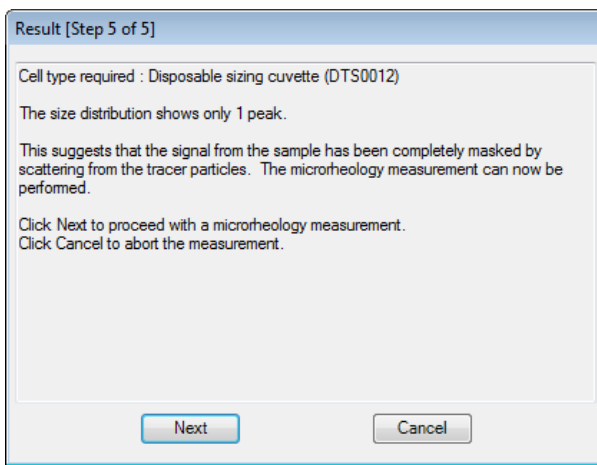 Result [Step 5 of 5]
Cell type required : Disposable sizing cuvette (DTS0012)
The size distribution shows only 1 peak.
This suggests that the signal from the sample has been completely masked by
scattering from the tracer particles.  The microrheology measurement can now be
performed.
Click Next to proceed with a microrheology measurement.
Click Cancel to abort the measurement.
Next
Cancel